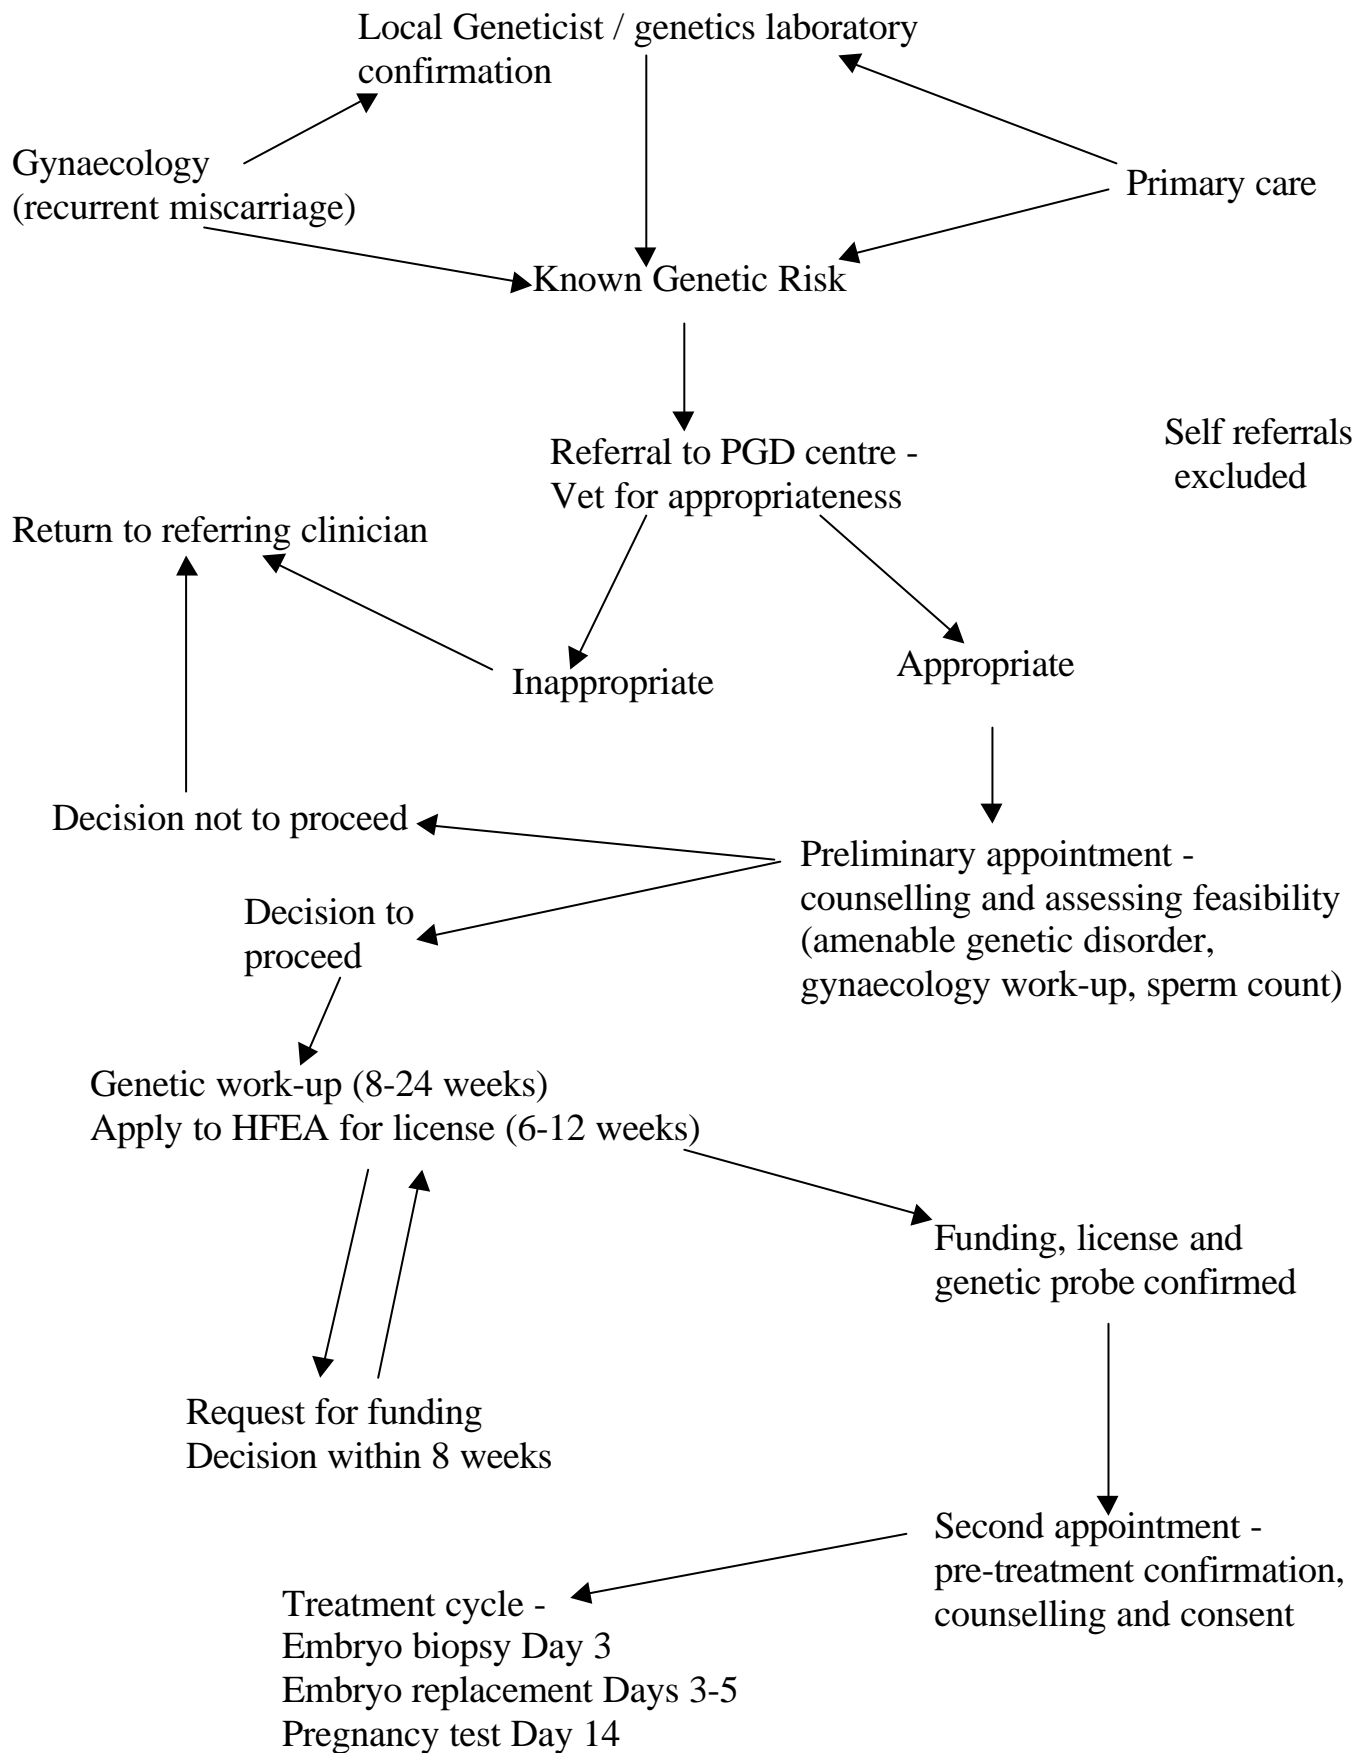 Local Geneticist / genetics laboratory
confirmation
Gynaecology
(recurrent miscarriage)
Primary care
Known Genetic Risk
Referral to PGD centre -
Vet for appropriateness
Self referrals
excluded
Return to referring clinician
Inappropriate
Appropriate
Decision not to proceed
Preliminary appointment -
counselling and assessing feasibility
(amenable genetic disorder,
gynaecology work-up, sperm count)
Decision to
proceed
Genetic work-up (8-24 weeks)
Apply to HFEA for license (6-12 weeks)
Funding, license and
genetic probe confirmed
Request for funding
Decision within 8 weeks
Second appointment -
pre-treatment confirmation,
counselling and consent
Treatment cycle -
Embryo biopsy Day 3
Embryo replacement Days 3-5
Pregnancy test Day 14